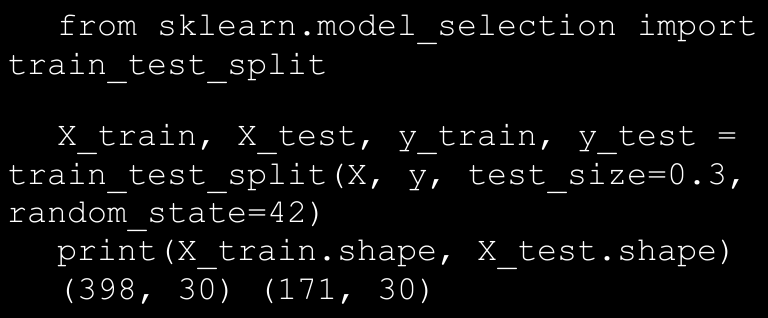 from sklearn.model_selection import
train_test_split
X_train, X_test, y_train, y_test =
train_test_split(X, y, test_size=0.3,
random_state=42)
print(X_train.shape, X_test.shape)
(398, 30) (171, 30)